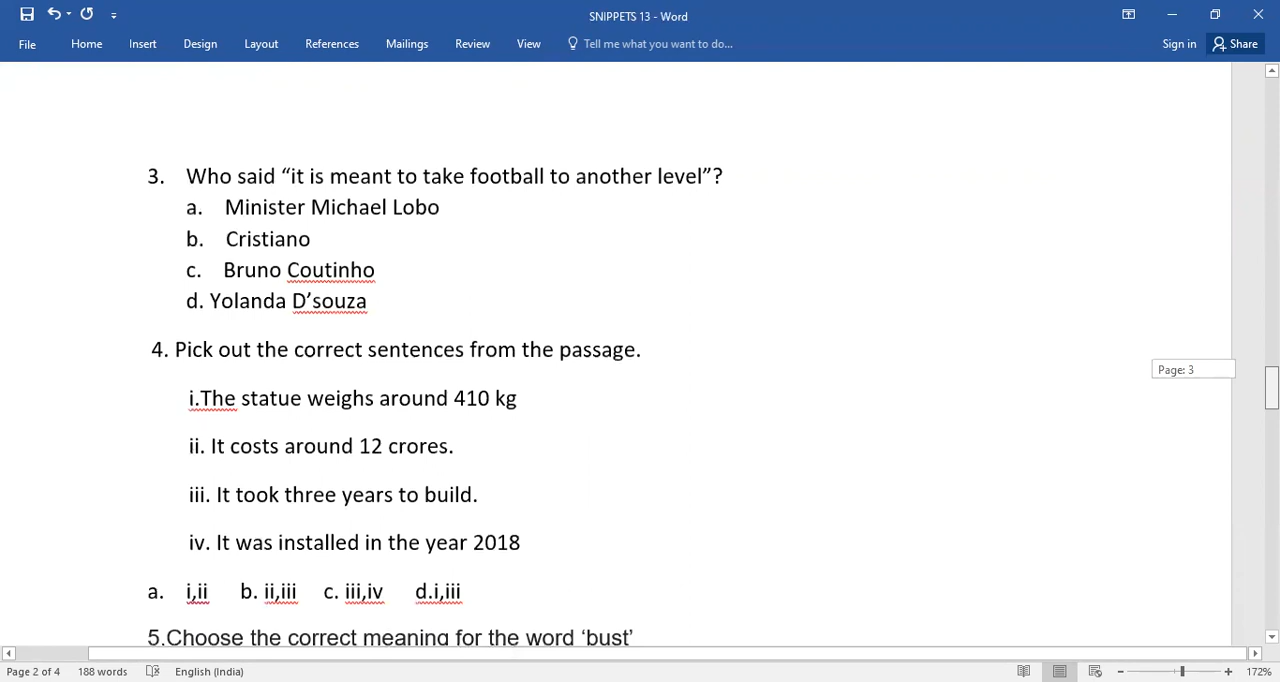 SNIPPETS 13 - Word
File Home Insert Design Layout References Mailings Review View Tell me what you want to do... Sign in Share
3. Who said “it is meant to take football to another level”?
a. Minister Michael Lobo
b. Cristiano
c. Bruno Coutinho
d. Yolanda D’souza
4. Pick out the correct sentences from the passage.
Page: 3
i.The statue weighs around 410 kg
ii. It costs around 12 crores.
iii. It took three years to build.
iv. It was installed in the year 2018
a. i,ii b. ii,iii c. iii,iv d.i,iii
5.Choose the correct meaning for the word ‘bust’
Page 2 of 4 188 words English (India) 172%